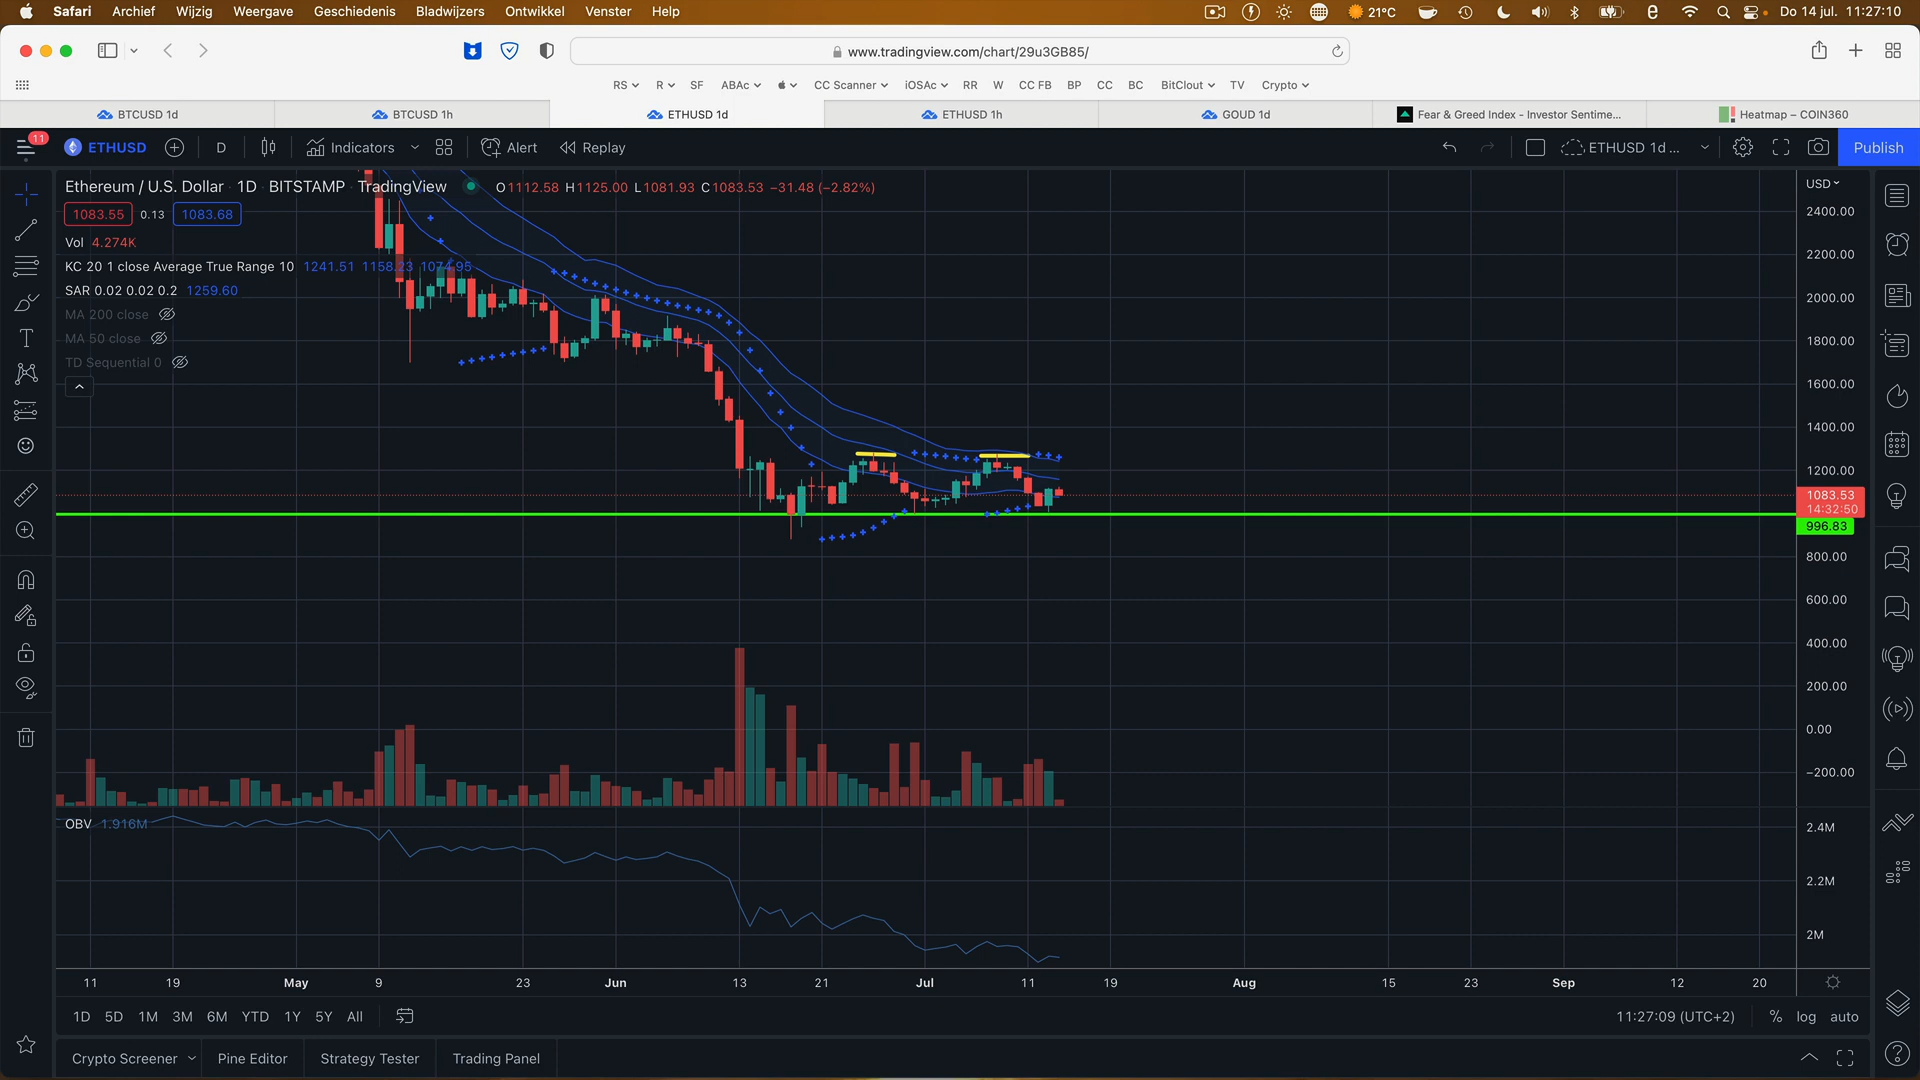 Safari Archief Wijzig Weergave Geschiedenis Bladwijzers Ontwikkel Venster Help 21°C Do 14 jul. 11:27:10
www.tradingview.com/chart/29u3GB85/
RS R SF ABAc CC Scanner iOSAc RR W CC FB BP CC BC BitClout TV Crypto
BTCUSD 1d BTCUSD 1h ETHUSD 1d ETHUSD 1h GOUD 1d Fear & Greed Index - Investor Sentime... Heatmap – COIN360
11 ETHUSD D Indicators Alert Replay ETHUSD 1d ... Publish
Ethereum / U.S. Dollar · 1D · BITSTAMP · TradingView O1112.58 H1125.00 L1081.93 C1083.53 −31.48 (−2.82%) USD
1083.55 0.13 1083.68
Vol 4.274K
KC 20 1 close Average True Range 10 1241.51 1158.23 1074.95
SAR 0.02 0.02 0.2 1259.60
MA 200 close
MA 50 close
TD Sequential 0
2400.00
2200.00
2000.00
1800.00
1600.00
1400.00
1200.00
1083.53
14:32:50
996.83
800.00
600.00
400.00
200.00
0.00
−200.00
OBV 1.916M
2.4M
2.2M
2M
11 19 May 9 23 Jun 13 21 Jul 11 19 Aug 15 23 Sep 12 20
1D 5D 1M 3M 6M YTD 1Y 5Y All 11:27:09 (UTC+2) % log auto
Crypto Screener Pine Editor Strategy Tester Trading Panel